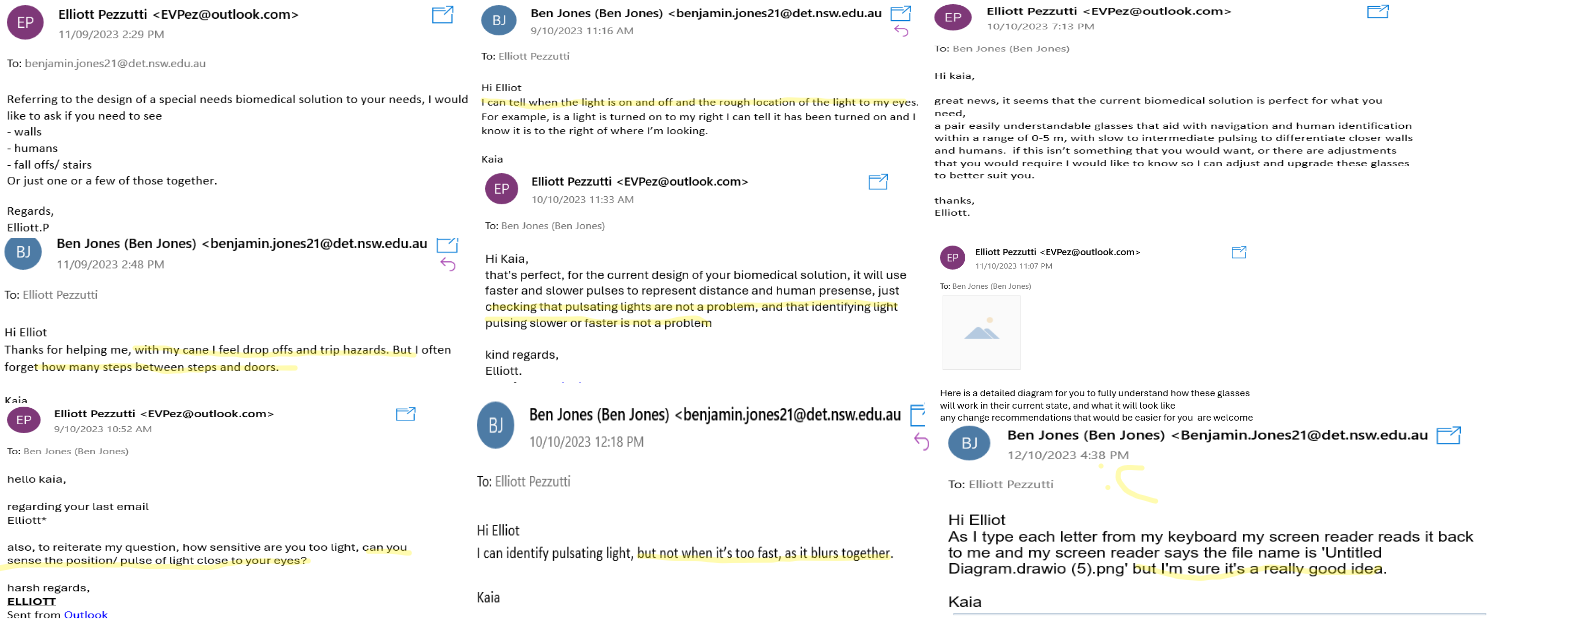 EP
Elliott Pezzutti <EVPez@outlook.com>
11/09/2023 2:29 PM
To: benjamin.jones21@det.nsw.edu.au
Referring to the design of a special needs biomedical solution to your needs, I would
like to ask if you need to see
- walls
- humans
- fall offs/ stairs
Or just one or a few of those together.
Regards,
Elliott.P
BJ
Ben Jones (Ben Jones) <benjamin.jones21@det.nsw.edu.au
11/09/2023 2:48 PM
To: Elliott Pezzutti
Hi Elliot
Thanks for helping me, with my cane I feel drop offs and trip hazards. But I often
forget how many steps between steps and doors.
Kaia
EP
Elliott Pezzutti <EVPez@outlook.com>
9/10/2023 10:52 AM
To: Ben Jones (Ben Jones)
hello kaia,
regarding your last email
Elliott*
also, to reiterate my question, how sensitive are you too light, can you
sense the position/ pulse of light close to your eyes?
harsh regards,
ELLIOTT
Sent from Outlook
BJ
Ben Jones (Ben Jones) <benjamin.jones21@det.nsw.edu.au
9/10/2023 11:16 AM
To: Elliott Pezzutti
Hi Elliot
I can tell when the light is on and off and the rough location of the light to my eyes.
For example, is a light is turned on to my right I can tell it has been turned on and I
know it is to the right of where I'm looking.
Kaia
EP
Elliott Pezzutti <EVPez@outlook.com>
10/10/2023 11:33 AM
To: Ben Jones (Ben Jones)
Hi Kaia,
that's perfect, for the current design of your biomedical solution, it will use
faster and slower pulses to represent distance and human presense, just
checking that pulsating lights are not a problem, and that identifying light
pulsing slower or faster is not a problem
kind regards,
Elliott.
BJ
Ben Jones (Ben Jones) <benjamin.jones21@det.nsw.edu.au
10/10/2023 12:18 PM
To: Elliott Pezzutti
Hi Elliot
I can identify pulsating light, but not when it's too fast, as it blurs together.
Kaia
EP
Elliott Pezzutti <EVPez@outlook.com>
10/10/2023 7:13 PM
To: Ben Jones (Ben Jones)
Hi kaia,
great news, it seems that the current biomedical solution is perfect for what you
need,
a pair easily understandable glasses that aid with navigation and human identification
within a range of 0-5 m, with slow to intermediate pulsing to differentiate closer walls
and humans. if this isn't something that you would want, or there are adjustments
that you would require I would like to know so I can adjust and upgrade these glasses
to better suit you.
thanks,
Elliott.
EP
Elliott Pezzutti <EVPez@outlook.com>
11/10/2023 11:07 PM
To: Ben Jones (Ben Jones)
Here is a detailed diagram for you to fully understand how these glasses
will work in their current state, and what it will look like
any change recommendations that would be easier for you are welcome
BJ
Ben Jones (Ben Jones) <Benjamin.Jones21@det.nsw.edu.au
12/10/2023 4:38 PM
To: Elliott Pezzutti
Hi Elliot
As I type each letter from my keyboard my screen reader reads it back
to me and my screen reader says the file name is 'Untitled
Diagram.drawio (5).png' but I'm sure it's a really good idea.
Kaia